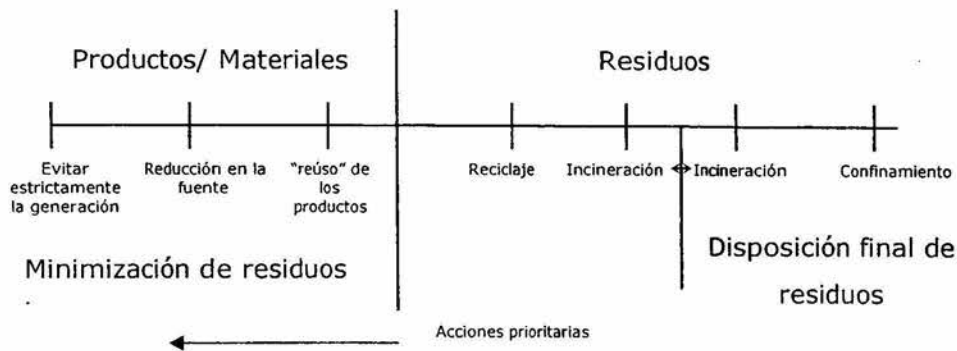 Productos/ Materiales
Residuos
Evitar
estrictamente
la generación
Reducción en la
fuente
"reúso" de
los
productos
Reciclaje
Incineración
Incineración
Confinamiento
Minimización de residuos
Disposición final de
residuos
Acciones prioritarias